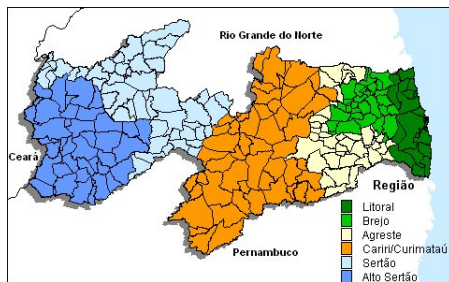 Rio Grande do Norte
Ceará
Pernambuco
Região
Litoral
Brejo
Agreste
Cariri/Curimataú
Sertão
Alto Sertão